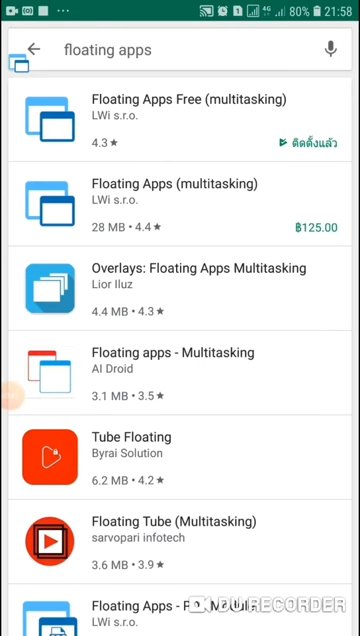 80% 21:58
floating apps
Floating Apps Free (multitasking)
LWi s.r.o.
4.3 ★ ติดตั้งแล้ว
Floating Apps (multitasking)
LWi s.r.o.
28 MB • 4.4 ★ ฿125.00
Overlays: Floating Apps Multitasking
Lior Iluz
4.4 MB • 4.3 ★
Floating apps - Multitasking
AI Droid
3.1 MB • 3.5 ★
Tube Floating
Byrai Solution
6.2 MB • 4.2 ★
Floating Tube (Multitasking)
sarvopari infotech
3.6 MB • 3.9 ★
Floating Apps -
DU RECORDER
LWi s.r.o.